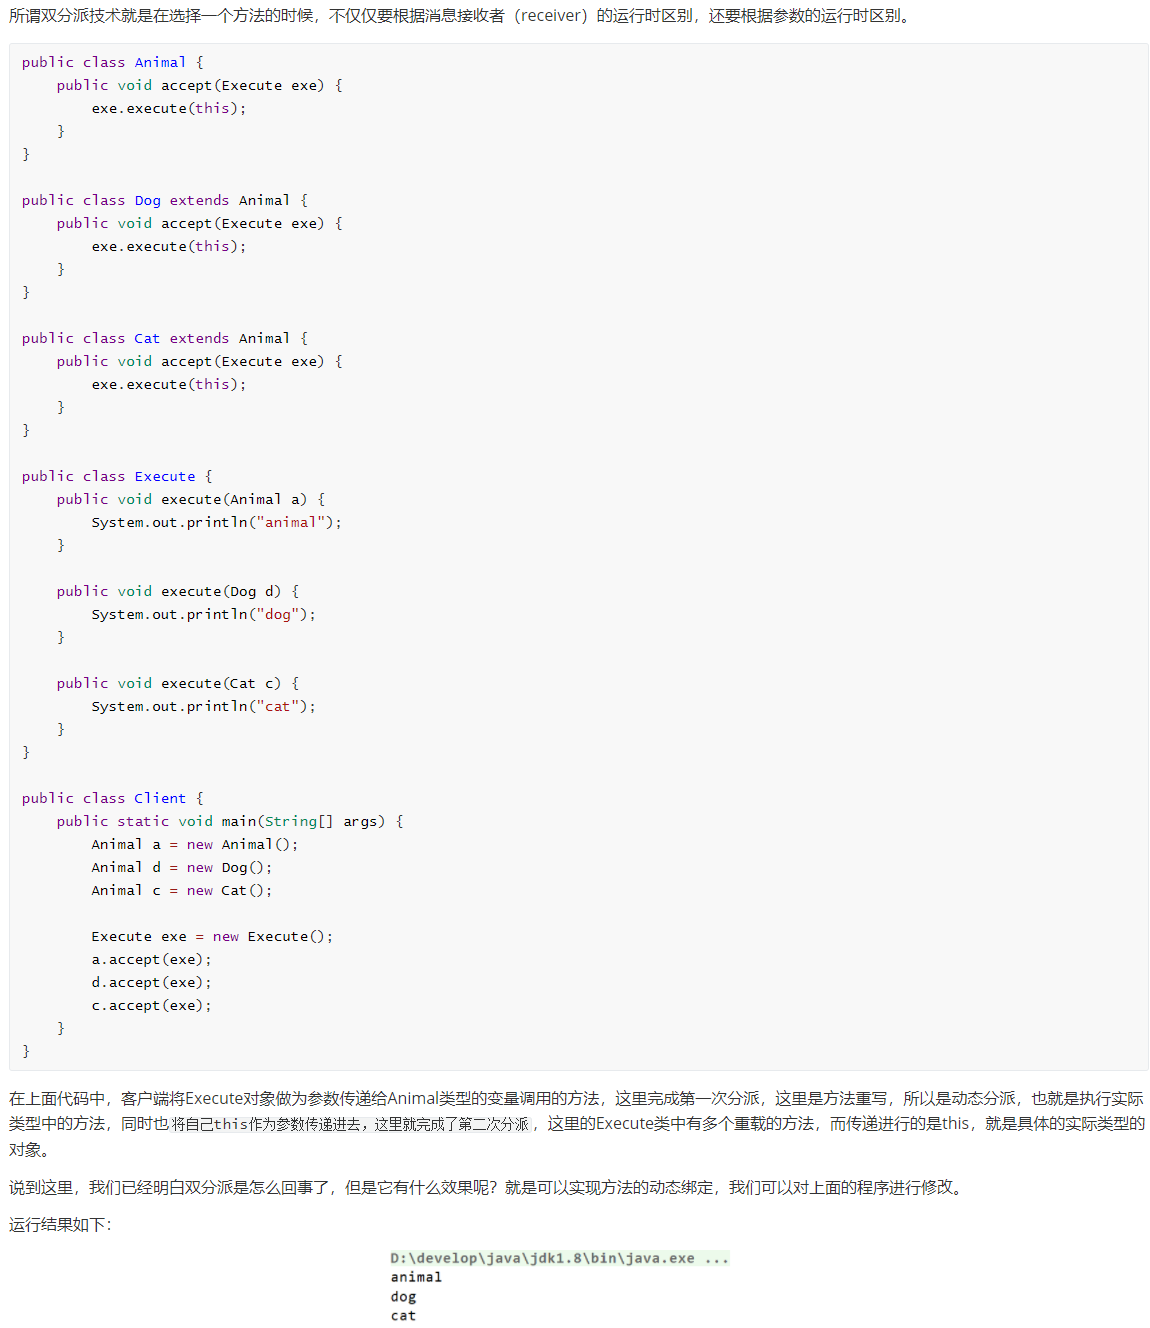 所谓双分派技术就是在选择一个方法的时候，不仅仅要根据消息接收者（receiver）的运行时区别，还要根据参数的运行时区别。
public class Animal {
    public void accept(Execute exe) {
        exe.execute(this);
    }
}

public class Dog extends Animal {
    public void accept(Execute exe) {
        exe.execute(this);
    }
}

public class Cat extends Animal {
    public void accept(Execute exe) {
        exe.execute(this);
    }
}

public class Execute {
    public void execute(Animal a) {
        System.out.println("animal");
    }

    public void execute(Dog d) {
        System.out.println("dog");
    }

    public void execute(Cat c) {
        System.out.println("cat");
    }
}

public class Client {
    public static void main(String[] args) {
        Animal a = new Animal();
        Animal d = new Dog();
        Animal c = new Cat();

        Execute exe = new Execute();
        a.accept(exe);
        d.accept(exe);
        c.accept(exe);
    }
}
在上面代码中，客户端将Execute对象做为参数传递给Animal类型的变量调用的方法，这里完成第一次分派，这里是方法重写，所以是动态分派，也就是执行实际
类型中的方法，同时也将自己this作为参数传递进去，这里就完成了第二次分派，这里的Execute类中有多个重载的方法，而传递进行的是this，就是具体的实际类型的
对象。
说到这里，我们已经明白双分派是怎么回事了，但是它有什么效果呢？就是可以实现方法的动态绑定，我们可以对上面的程序进行修改。
运行结果如下：
D:\develop\java\jdk1.8\bin\java.exe ...
animal
dog
cat